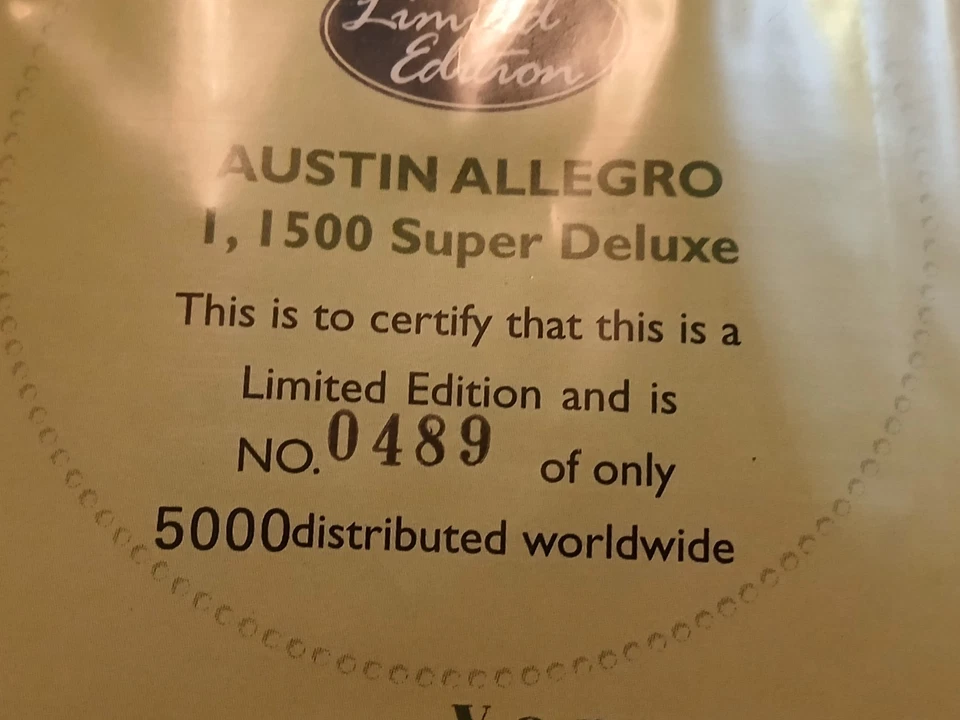 Limited
Edition
AUSTIN ALLEGRO
1, 1500 Super Deluxe
This is to certify that this is a
Limited Edition and is
NO. 0489 of only
5000distributed worldwide